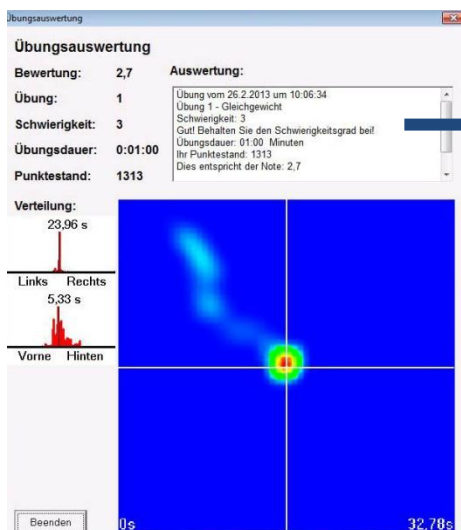 Übungsauswertung
Übungsauswertung
Bewertung: 2,7
Übung: 1
Schwierigkeit: 3
Übungsdauer: 0:01:00
Punktestand: 1313
Auswertung:
Übung vom 26.2.2013 um 10:06:34
Übung 1 - Gleichgewicht
Schwierigkeit: 3
Gut! Behalten Sie den Schwierigkeitsgrad bei!
Übungsdauer: 01:00 Minuten
Ihr Punktestand: 1313
Dies entspricht der Note: 2,7
Verteilung:
23,96 s
Links Rechts
5,33 s
Vorne Hinten
Beenden
0s 32,78s